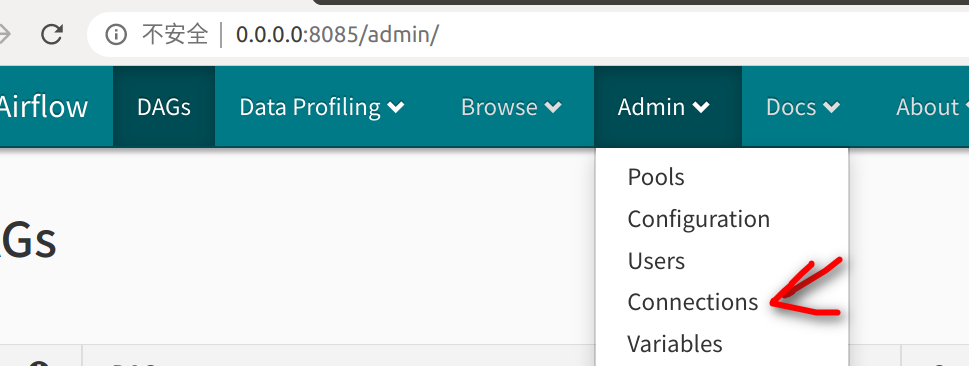 不安全 0.0.0.0:8085/admin/
Airflow DAGs Data Profiling Browse Admin Docs About
Pools
Configuration
Gs
Users
Connections
Variables